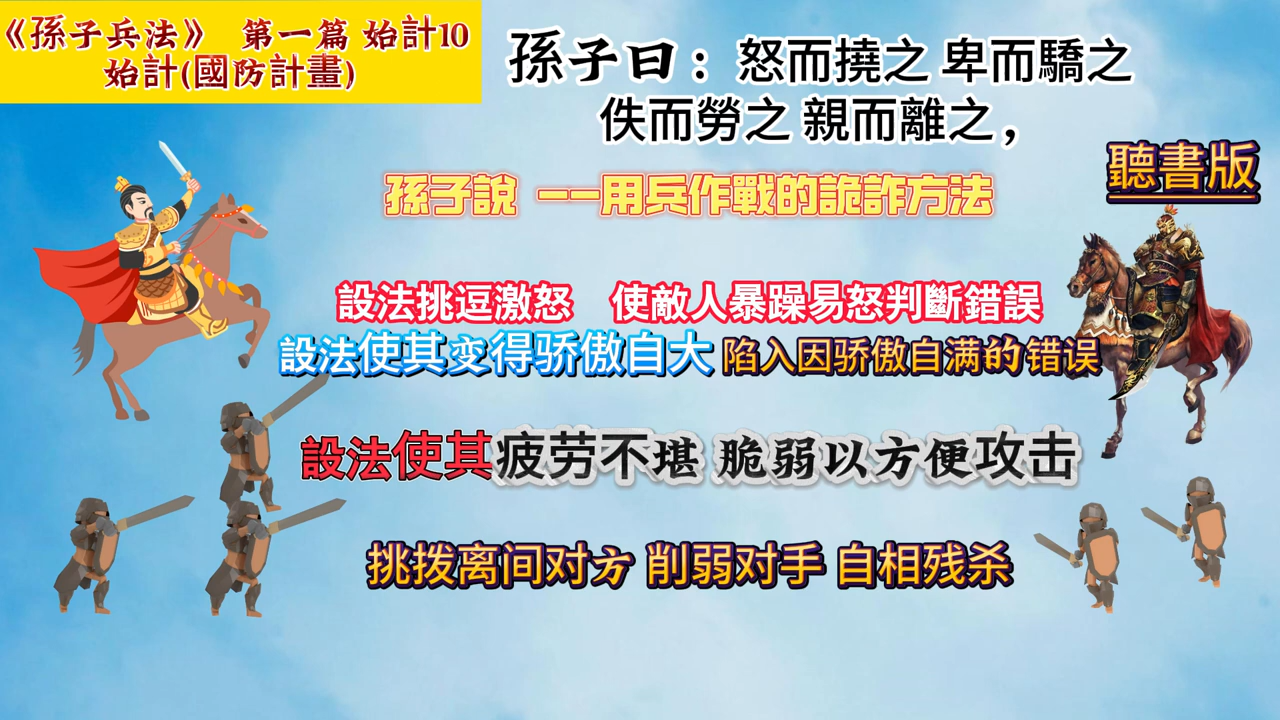 《孫子兵法》 第一篇 始計10
始計(國防計畫)
孫子曰：怒而撓之 卑而驕之
佚而勞之 親而離之，
聽書版
孫子說 ——用兵作戰的詭詐方法
設法挑逗激怒 使敵人暴躁易怒判斷錯誤
設法使其变得骄傲自大 陷入因骄傲自满的错误
設法使其疲劳不堪 脆弱以方便攻击
挑拨离间对方 削弱对手 自相残杀